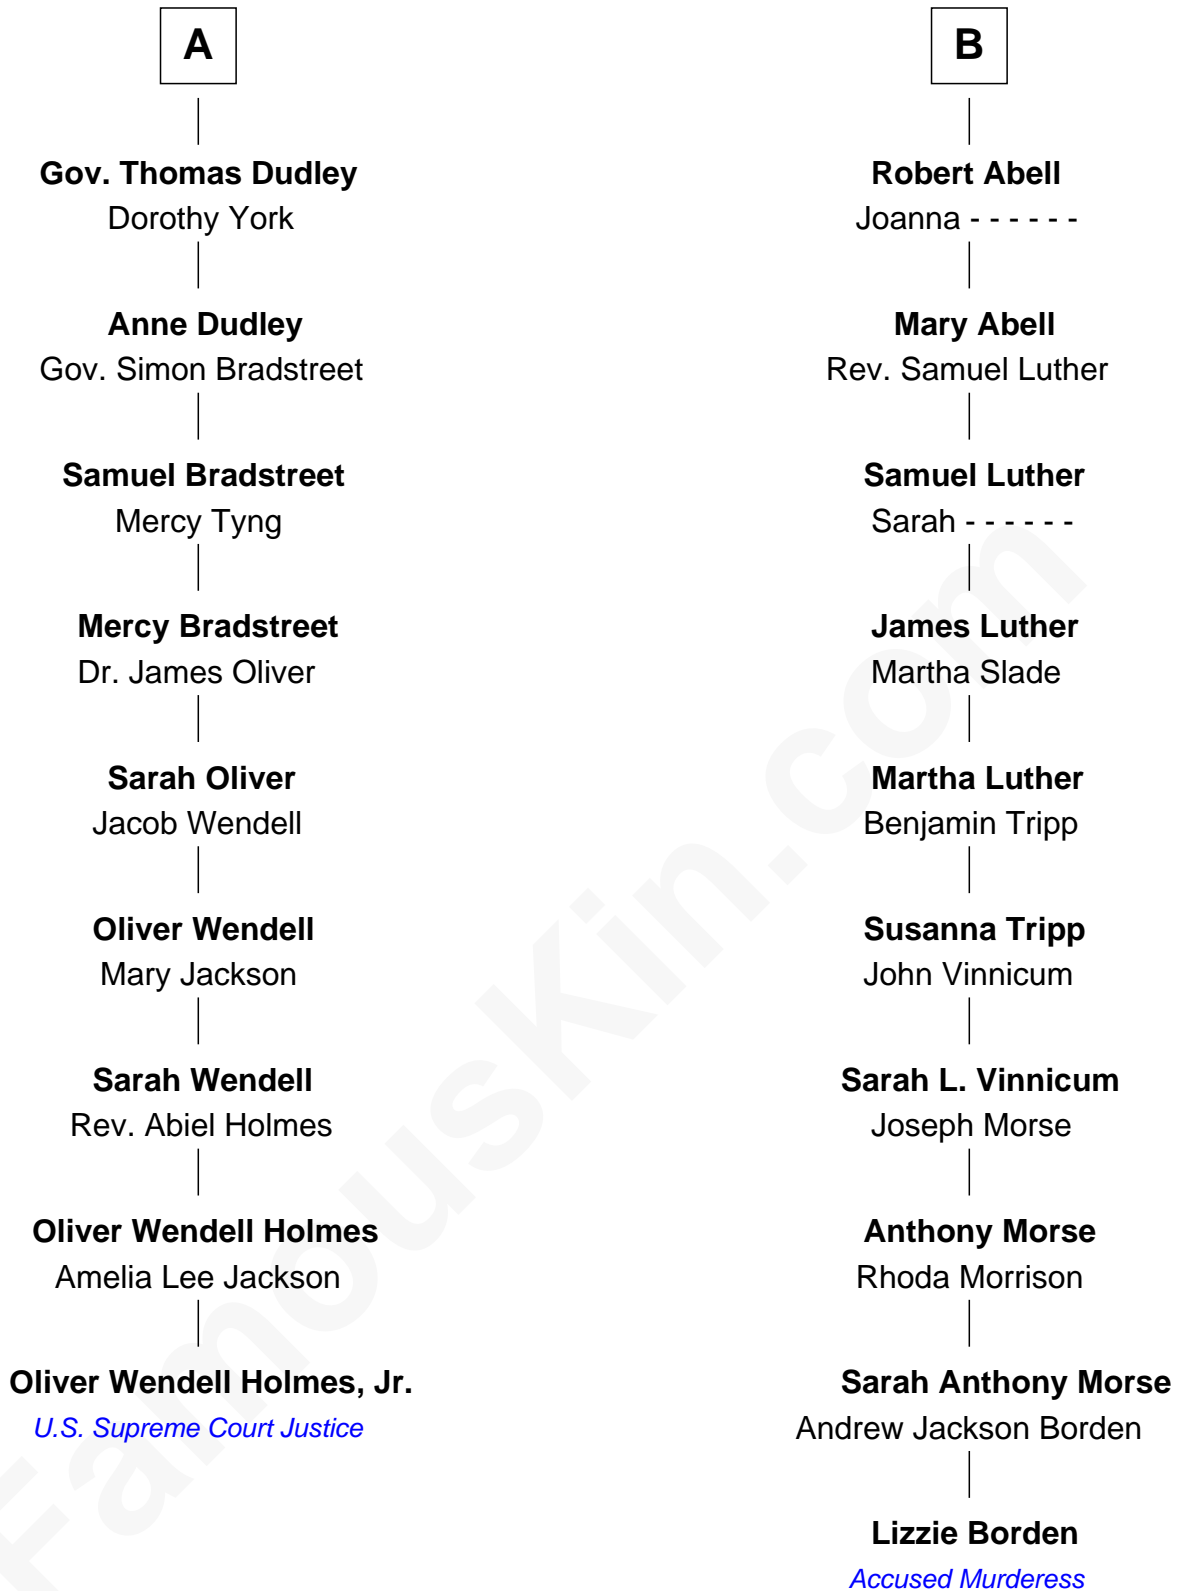 A
Gov. Thomas Dudley
Dorothy York
Anne Dudley
Gov. Simon Bradstreet
Samuel Bradstreet
Mercy Tyng
Mercy Bradstreet
Dr. James Oliver
Sarah Oliver
Jacob Wendell
Oliver Wendell
Mary Jackson
Sarah Wendell
Rev. Abiel Holmes
Oliver Wendell Holmes
Amelia Lee Jackson
Oliver Wendell Holmes, Jr.
U.S. Supreme Court Justice
B
Robert Abell
Joanna - - - - - -
Mary Abell
Rev. Samuel Luther
Samuel Luther
Sarah - - - - - -
James Luther
Martha Slade
Martha Luther
Benjamin Tripp
Susanna Tripp
John Vinnicum
Sarah L. Vinnicum
Joseph Morse
Anthony Morse
Rhoda Morrison
Sarah Anthony Morse
Andrew Jackson Borden
Lizzie Borden
Accused Murderess
FamousKin.com